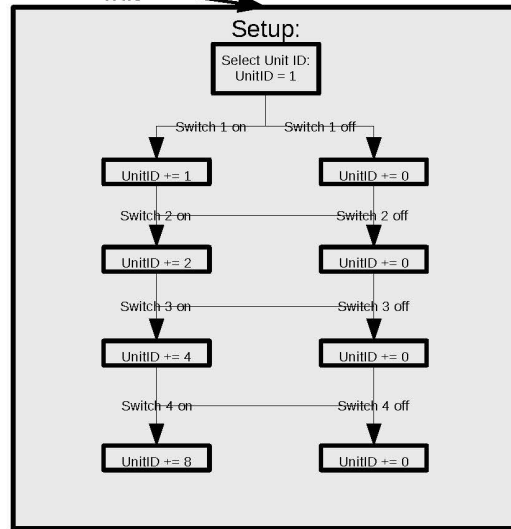 Setup:
Select Unit ID:
UnitID = 1
Switch 1 on
Switch 1 off
UnitID += 1
UnitID += 0
Switch 2 on
Switch 2 off
UnitID += 2
UnitID += 0
Switch 3 on
Switch 3 off
UnitID += 4
UnitID += 0
Switch 4 on
Switch 4 off
UnitID += 8
UnitID += 0